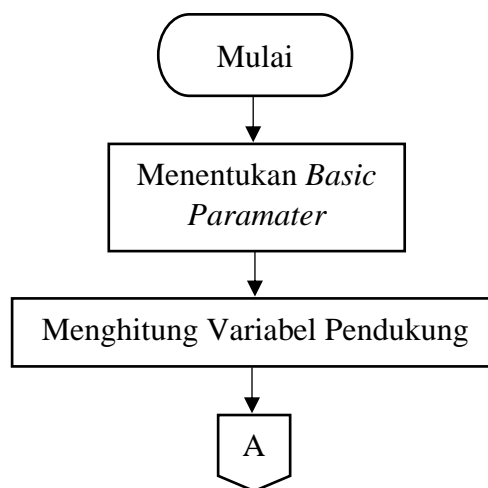 Mulai
Menentukan Basic
Paramater
Menghitung Variabel Pendukung
A